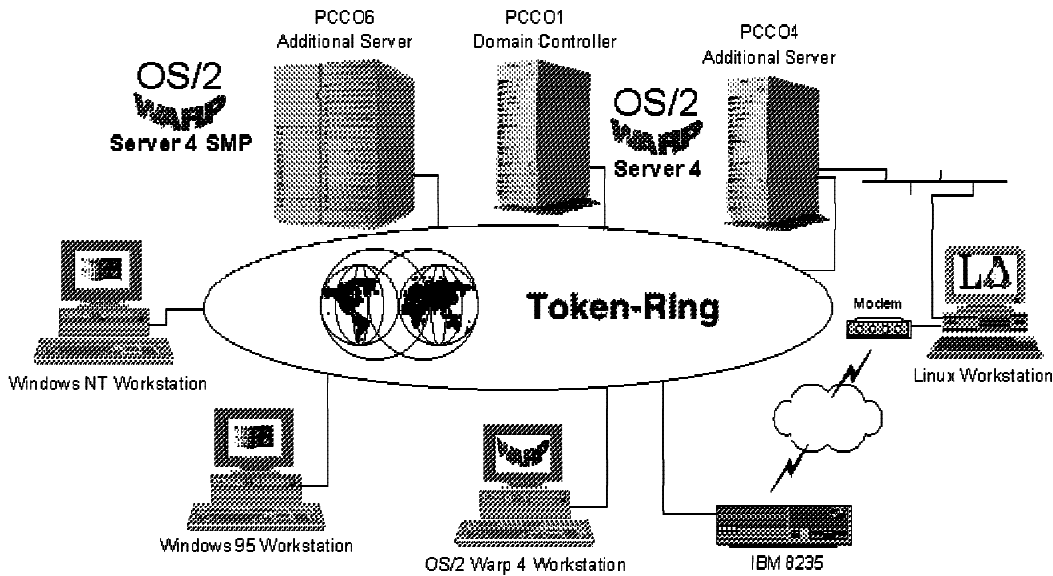 PCCO6
Additional Server
PCCO1
Domain Controller
PCCO4
Additional Server
OS/2
WARP
Server 4 SMP
OS/2
WARP
Server 4
Token-Ring
LA
Modem
Windows NT Workstation
Linux Workstation
WARP
Windows 95 Workstation
OS/2 Warp 4 Workstation
IBM 8235